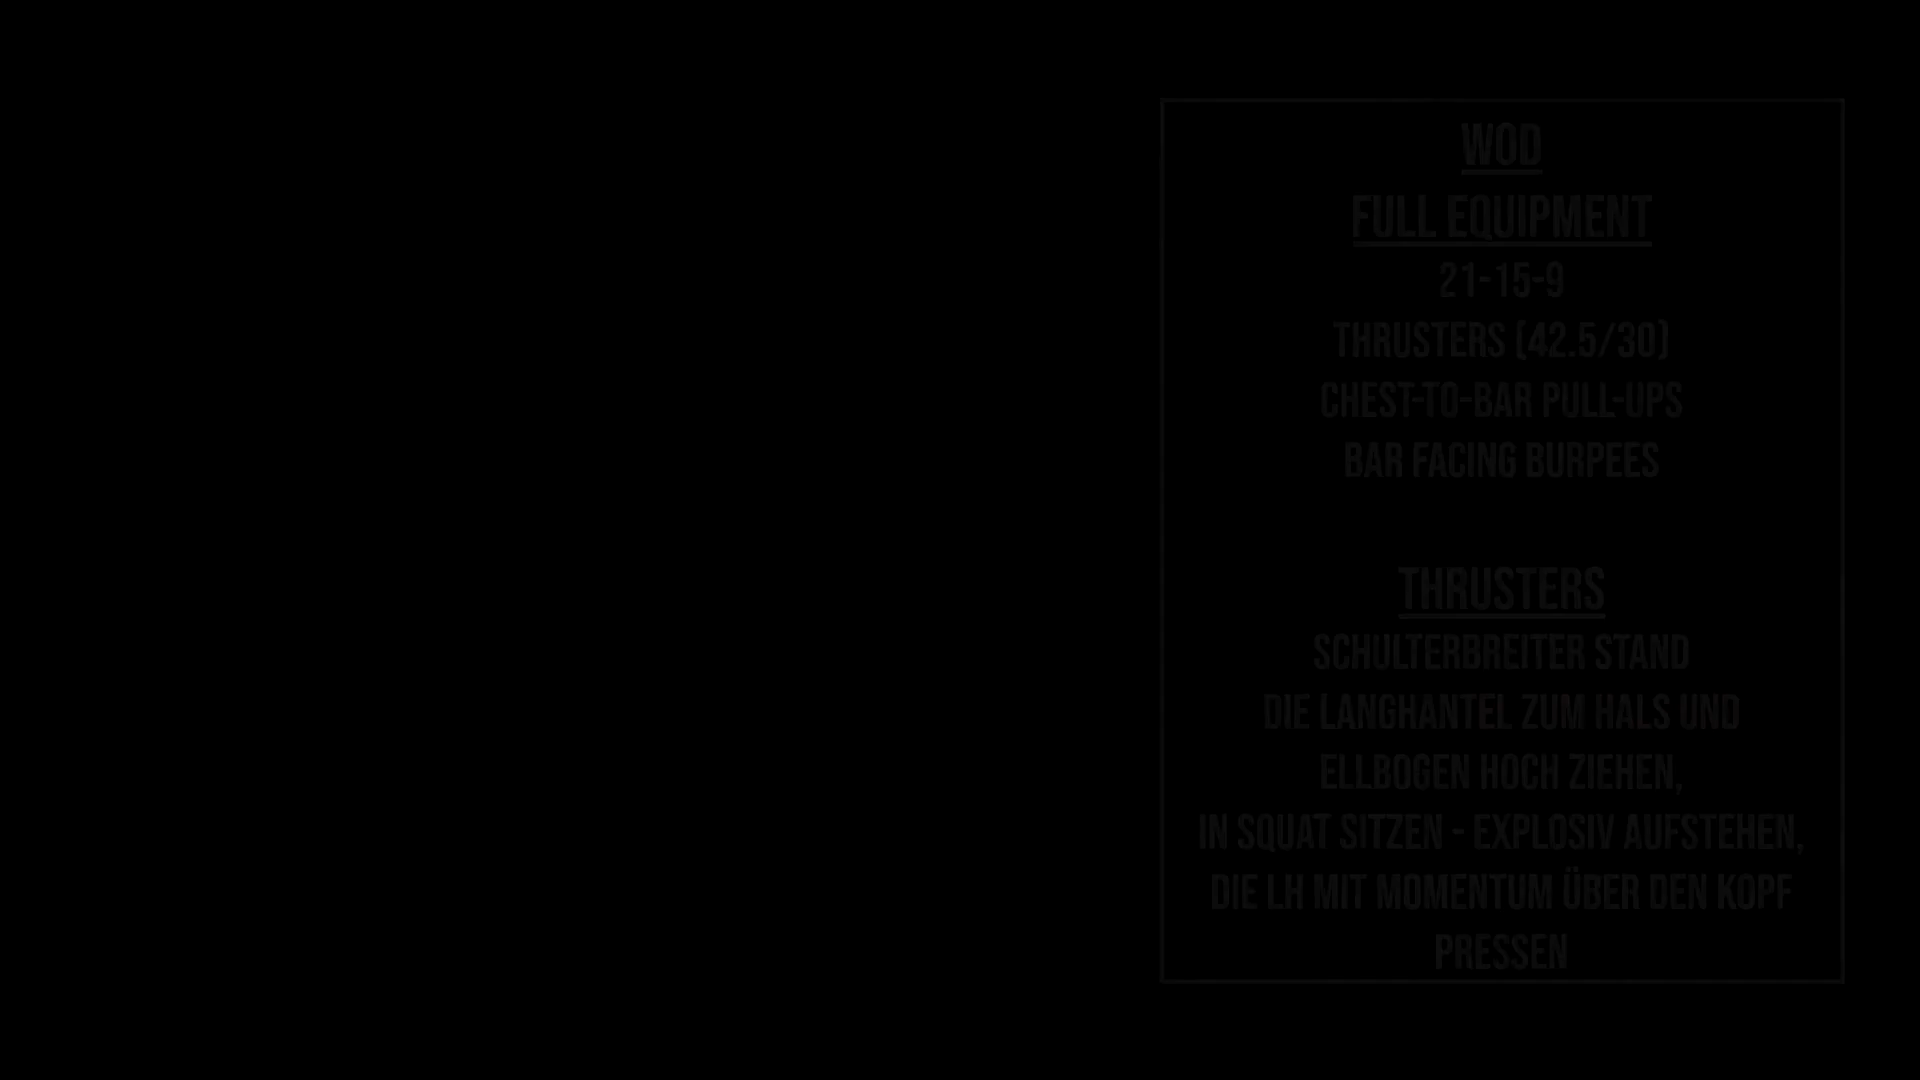 WOD
FULL EQUIPMENT
21-15-9
THRUSTERS (42.5/30)
CHEST-TO-BAR PULL-UPS
BAR FACING BURPEES
THRUSTERS
SCHULTERBREITER STAND
DIE LANGHANTEL ZUM HALS UND
ELLBOGEN HOCH ZIEHEN,
IN SQUAT SITZEN - EXPLOSIV AUFSTEHEN,
DIE LH MIT MOMENTUM ÜBER DEN KOPF
PRESSEN